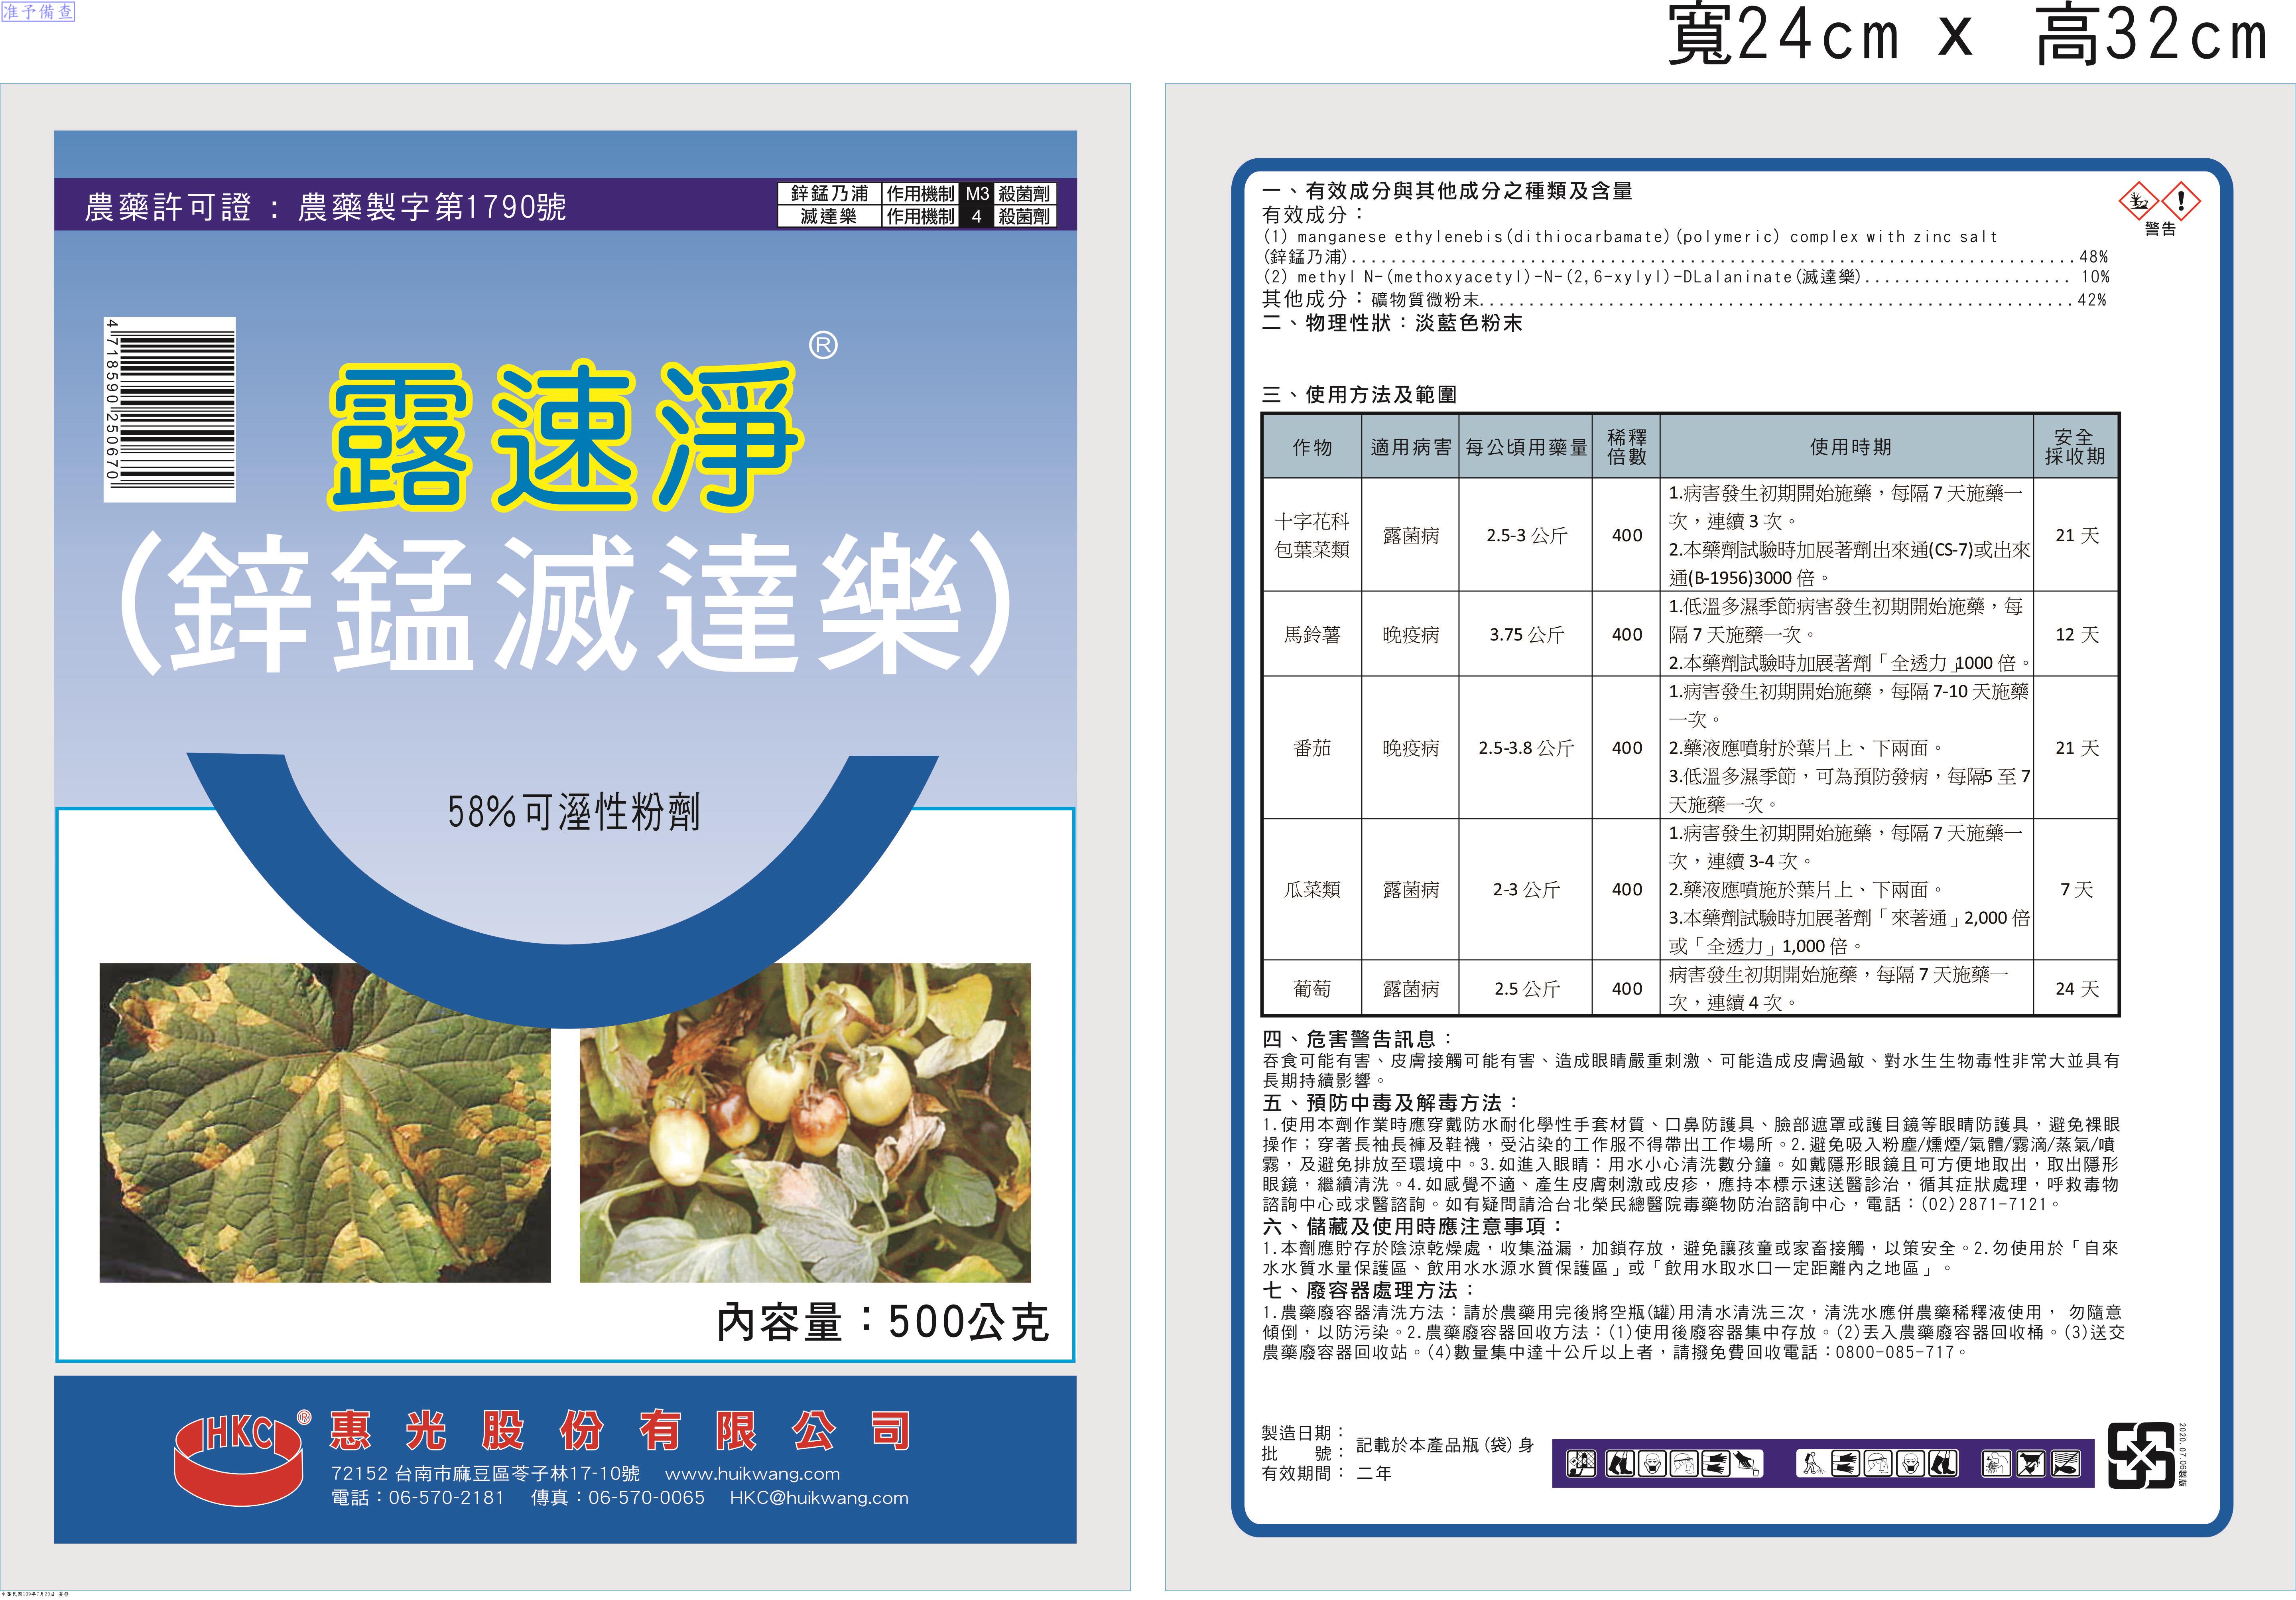 准予備查
寬24cm x 高32cm
農藥許可證：農藥製字第1790號
鋅錳乃浦 作用機制 M3 殺菌劑
滅達樂 作用機制 4 殺菌劑
4 718590 250670
露速淨®
(鋅錳滅達樂)
58%可溼性粉劑
內容量：500公克
HKC® 惠光股份有限公司
72152 台南市麻豆區苓子林17-10號 www.huikwang.com
電話：06-570-2181 傳真：06-570-0065 HKC@huikwang.com
一、有效成分與其他成分之種類及含量
有效成分：
(1) manganese ethylenebis(dithiocarbamate)(polymeric) complex with zinc salt
(鋅錳乃浦)........................................................................48%
(2) methyl N-(methoxyacetyl)-N-(2,6-xylyl)-DLalaninate(滅達樂)..................... 10%
其他成分：礦物質微粉末............................................................42%
警告
二、物理性狀：淡藍色粉末
三、使用方法及範圍
作物 適用病害 每公頃用藥量 稀釋倍數 使用時期 安全採收期
十字花科
包葉菜類 露菌病 2.5-3 公斤 400
1.病害發生初期開始施藥，每隔 7 天施藥一
次，連續 3 次。
2.本藥劑試驗時加展著劑出來通(CS-7)或出來
通(B-1956)3000 倍。
21 天
馬鈴薯 晚疫病 3.75 公斤 400
1.低溫多濕季節病害發生初期開始施藥，每
隔 7 天施藥一次。
2.本藥劑試驗時加展著劑「全透力」1000 倍。
12 天
番茄 晚疫病 2.5-3.8 公斤 400
1.病害發生初期開始施藥，每隔 7-10 天施藥
一次。
2.藥液應噴射於葉片上、下兩面。
3.低溫多濕季節，可為預防發病，每隔5 至 7
天施藥一次。
21 天
瓜菜類 露菌病 2-3 公斤 400
1.病害發生初期開始施藥，每隔 7 天施藥一
次，連續 3-4 次。
2.藥液應噴施於葉片上、下兩面。
3.本藥劑試驗時加展著劑「來著通」2,000 倍
或「全透力」1,000 倍。
7 天
葡萄 露菌病 2.5 公斤 400
病害發生初期開始施藥，每隔 7 天施藥一
次，連續 4 次。
24 天
四、危害警告訊息：
吞食可能有害、皮膚接觸可能有害、造成眼睛嚴重刺激、可能造成皮膚過敏、對水生生物毒性非常大並具有
長期持續影響。
五、預防中毒及解毒方法：
1.使用本劑作業時應穿戴防水耐化學性手套材質、口鼻防護具、臉部遮罩或護目鏡等眼睛防護具，避免裸眼
操作；穿著長袖長褲及鞋襪，受沾染的工作服不得帶出工作場所。2.避免吸入粉塵/燻煙/氣體/霧滴/蒸氣/噴
霧，及避免排放至環境中。3.如進入眼睛：用水小心清洗數分鐘。如戴隱形眼鏡且可方便地取出，取出隱形
眼鏡，繼續清洗。4.如感覺不適、產生皮膚刺激或皮疹，應持本標示速送醫診治，循其症狀處理，呼救毒物
諮詢中心或求醫諮詢。如有疑問請洽台北榮民總醫院毒藥物防治諮詢中心，電話：(02)2871-7121。
六、儲藏及使用時應注意事項：
1.本劑應貯存於陰涼乾燥處，收集溢漏，加鎖存放，避免讓孩童或家畜接觸，以策安全。2.勿使用於「自來
水水質水量保護區、飲用水水源水質保護區」或「飲用水取水口一定距離內之地區」。
七、廢容器處理方法：
1.農藥廢容器清洗方法：請於農藥用完後將空瓶(罐)用清水清洗三次，清洗水應併農藥稀釋液使用， 勿隨意
傾倒，以防污染。2.農藥廢容器回收方法：(1)使用後廢容器集中存放。(2)丟入農藥廢容器回收桶。(3)送交
農藥廢容器回收站。(4)數量集中達十公斤以上者，請撥免費回收電話：0800-085-717。
製造日期：
批 號： 記載於本產品瓶(袋)身
有效期間： 二年
2020.07.06製版
中華民國109年7月20日